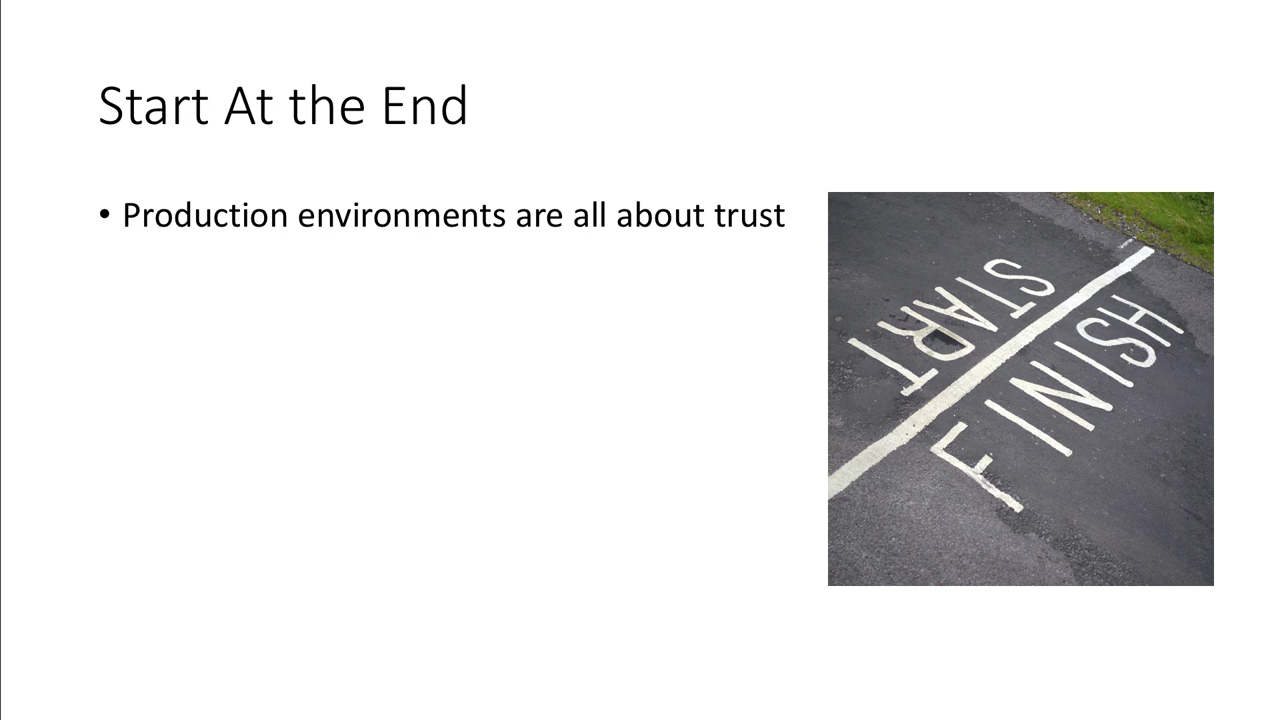 Start At the End
• Production environments are all about trust
START
FINISH